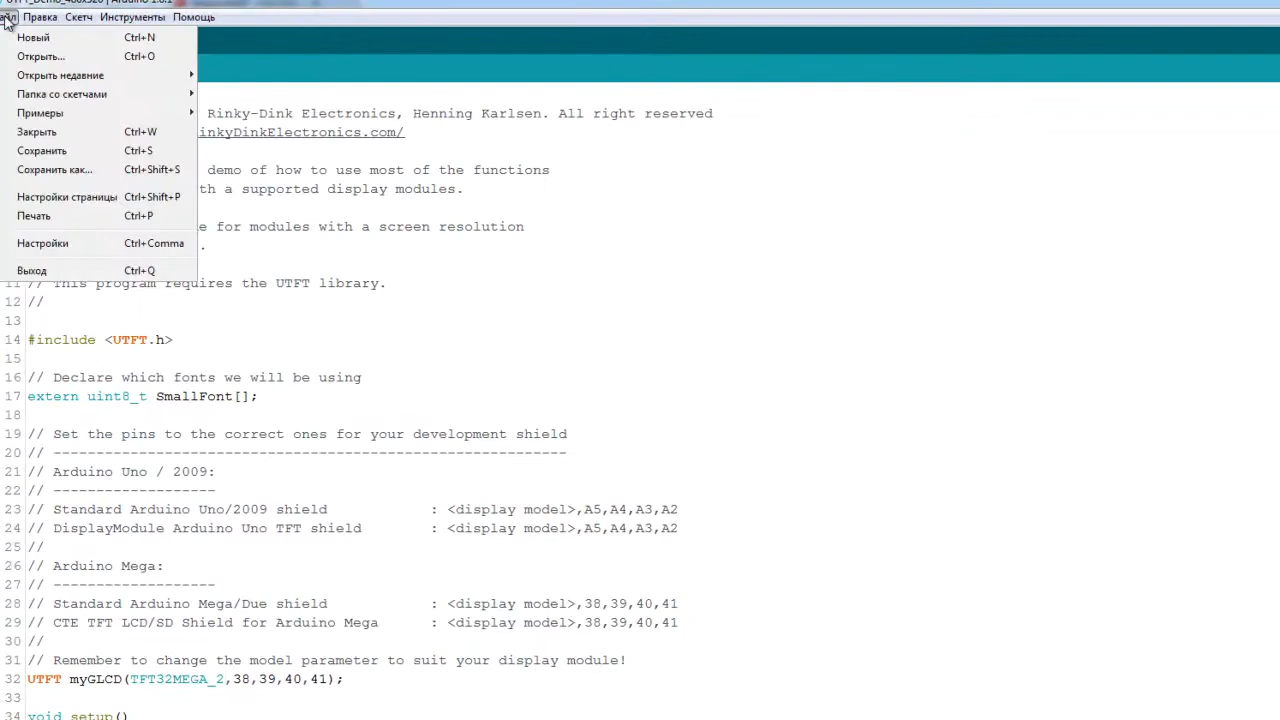 UTFT_Demo_480x320 | Arduino 1.8.1
айл Правка Скетч Инструменты Помощь
Новый Ctrl+N
Открыть... Ctrl+O
Открыть недавние
Папка со скетчами
Примеры
Закрыть Ctrl+W
Сохранить Ctrl+S
Сохранить как... Ctrl+Shift+S
Настройки страницы Ctrl+Shift+P
Печать Ctrl+P
Настройки Ctrl+Comma
Выход Ctrl+Q
Rinky-Dink Electronics, Henning Karlsen. All right reserved
inkyDinkElectronics.com/
demo of how to use most of the functions
th a supported display modules.
e for modules with a screen resolution
.
11 // This program requires the UTFT library.
12 //
13
14 #include <UTFT.h>
15
16 // Declare which fonts we will be using
17 extern uint8_t SmallFont[];
18
19 // Set the pins to the correct ones for your development shield
20 // ------------------------------------------------------------
21 // Arduino Uno / 2009:
22 // -------------------
23 // Standard Arduino Uno/2009 shield            : <display model>,A5,A4,A3,A2
24 // DisplayModule Arduino Uno TFT shield        : <display model>,A5,A4,A3,A2
25 //
26 // Arduino Mega:
27 // -------------------
28 // Standard Arduino Mega/Due shield            : <display model>,38,39,40,41
29 // CTE TFT LCD/SD Shield for Arduino Mega      : <display model>,38,39,40,41
30 //
31 // Remember to change the model parameter to suit your display module!
32 UTFT myGLCD(TFT32MEGA_2,38,39,40,41);
33
34 void setup()